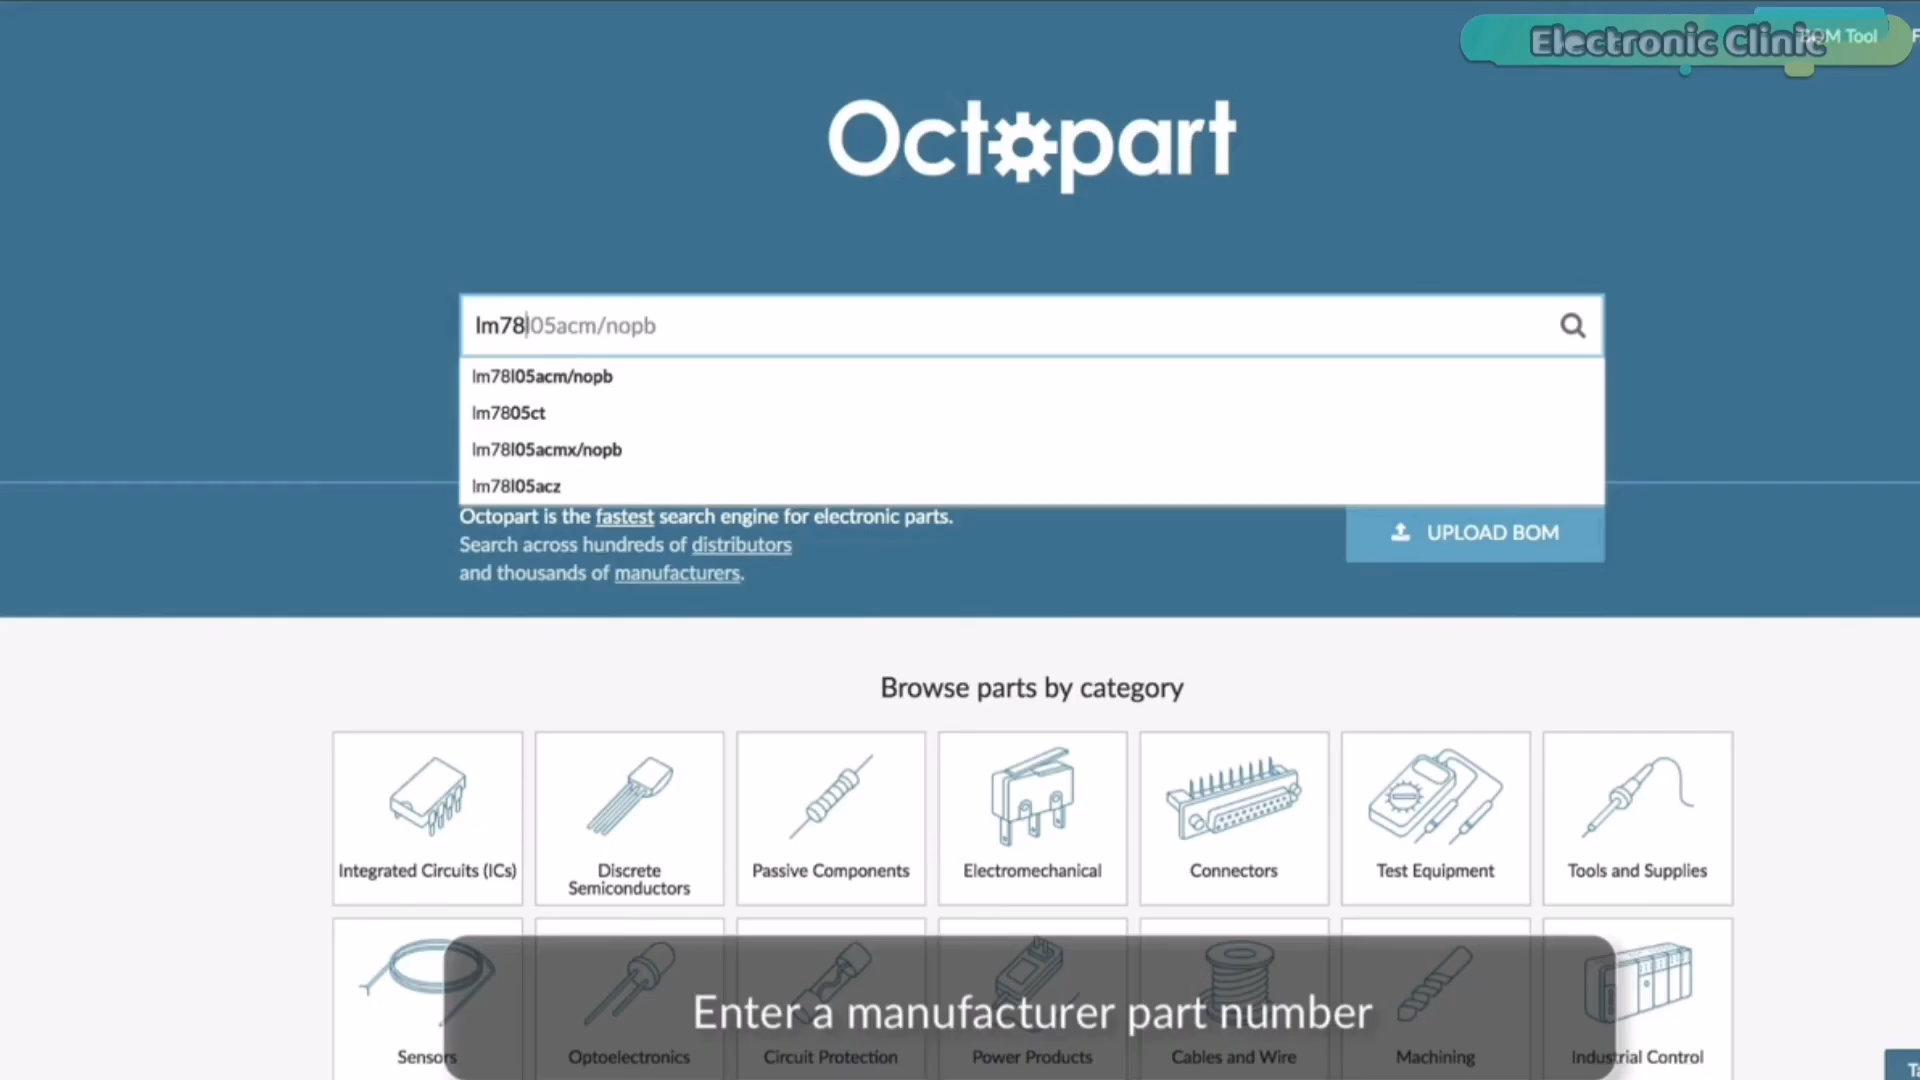 Electronic Clinic
BOM Tool
Octopart
lm78l05acm/nopb
lm78l05acm/nopb
lm7805ct
lm78l05acmx/nopb
lm78l05acz
Octopart is the fastest search engine for electronic parts.
Search across hundreds of distributors
and thousands of manufacturers.
UPLOAD BOM
Browse parts by category
Integrated Circuits (ICs)
Discrete
Semiconductors
Passive Components
Electromechanical
Connectors
Test Equipment
Tools and Supplies
Enter a manufacturer part number
Sensors
Optoelectronics
Circuit Protection
Power Products
Cables and Wire
Machining
Industrial Control